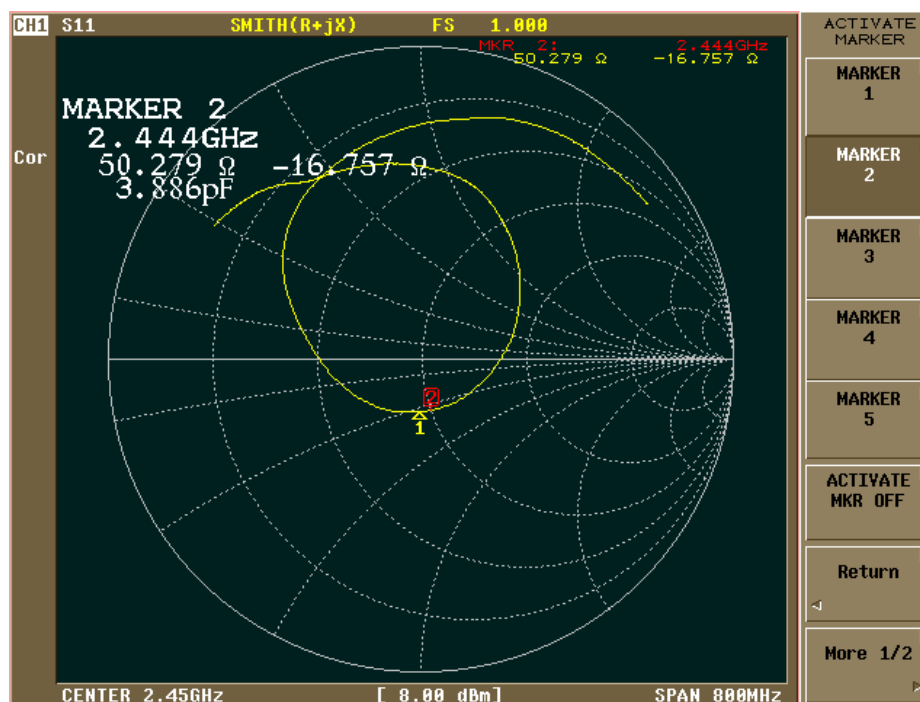 CH1 S11 SMITH(R+jX) FS 1.000
MKR 2: 2.444GHz
50.279 Ω -16.757 Ω
MARKER 2
2.444GHz
50.279 Ω -16.757 Ω
3.886pF
Cor
2
1
CENTER 2.45GHz [ 8.00 dBm] SPAN 800MHz
ACTIVATE
MARKER
MARKER
1
MARKER
2
MARKER
3
MARKER
4
MARKER
5
ACTIVATE
MKR OFF
Return
More 1/2